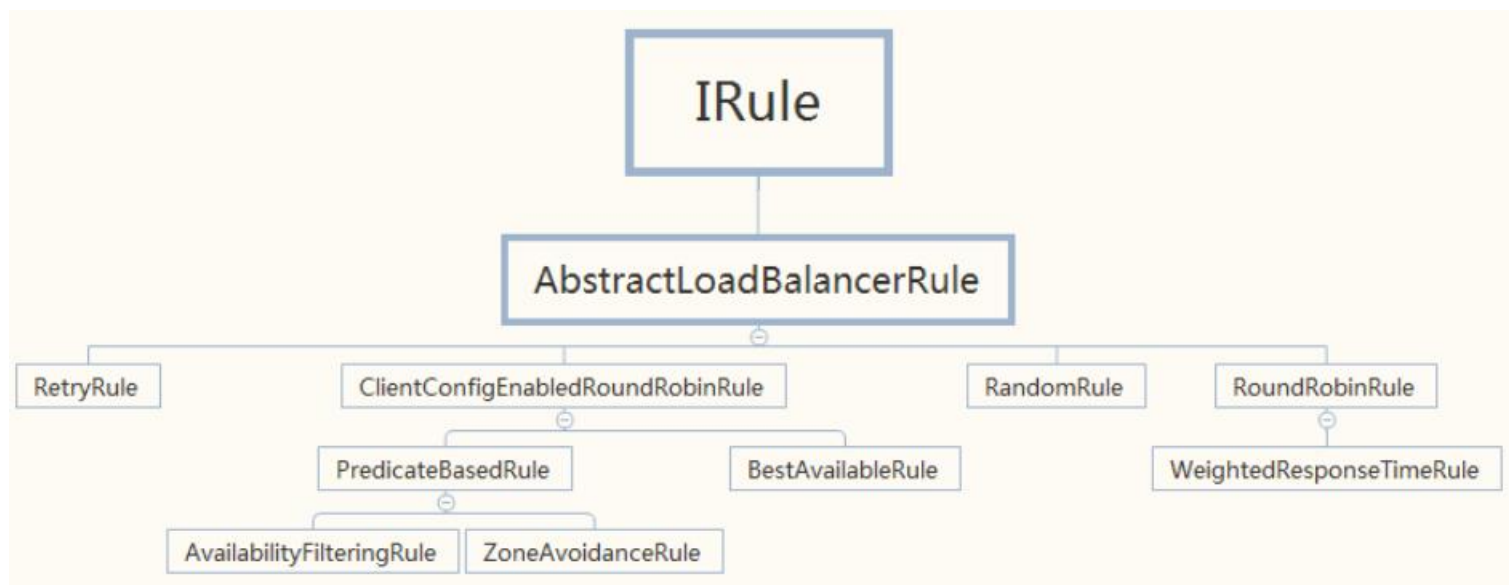 IRule
AbstractLoadBalancerRule
RetryRule
ClientConfigEnabledRoundRobinRule
RandomRule
RoundRobinRule
PredicateBasedRule
BestAvailableRule
WeightedResponseTimeRule
AvailabilityFilteringRule
ZoneAvoidanceRule